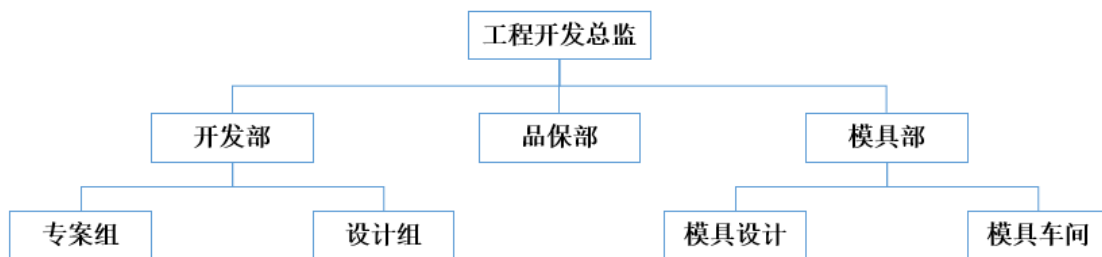 工程开发总监
开发部
品保部
模具部
专案组
设计组
模具设计
模具车间